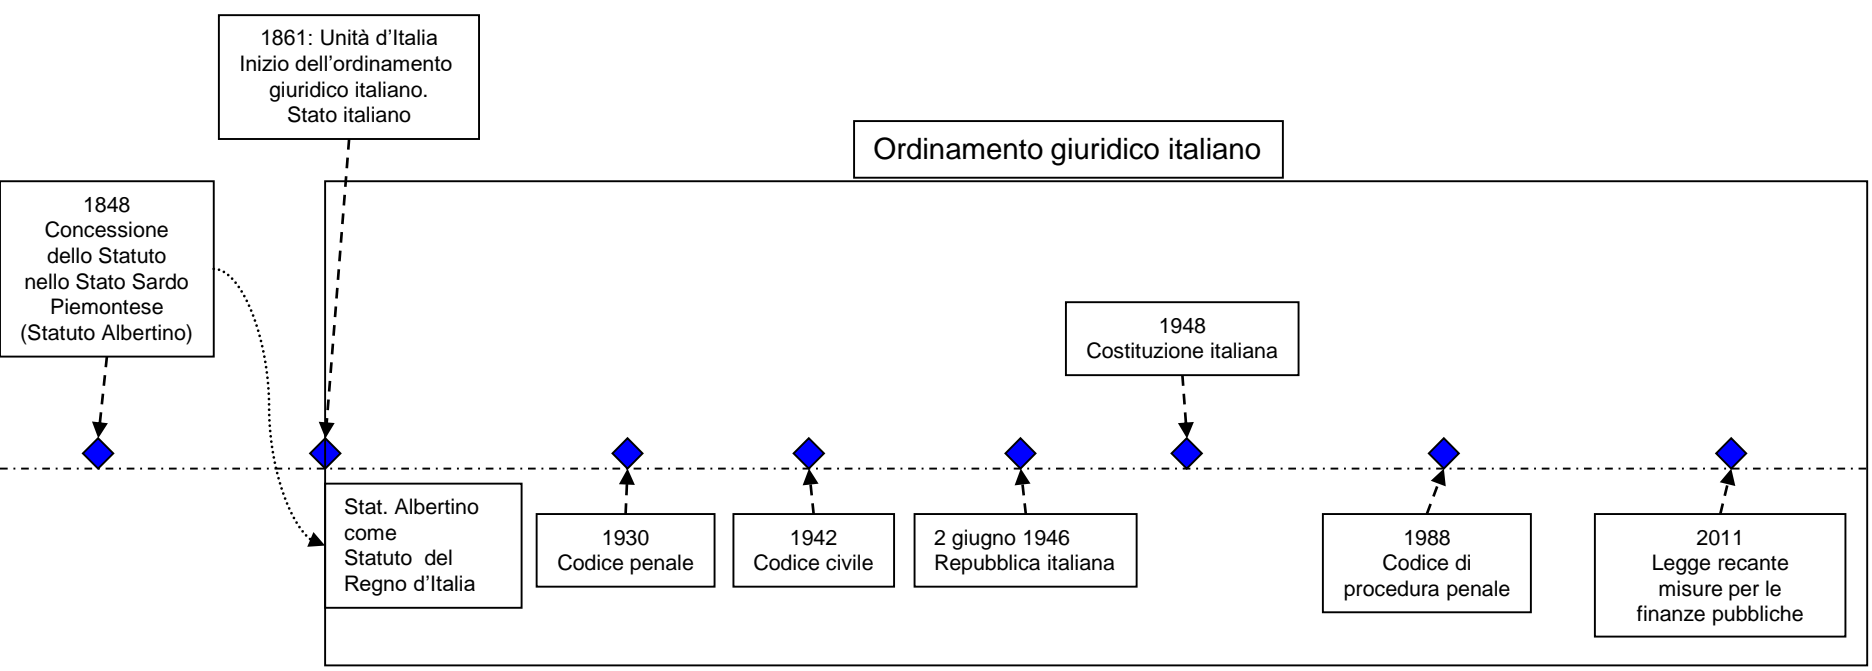 1861: Unità d’Italia
Inizio dell’ordinamento
giuridico italiano.
Stato italiano
Ordinamento giuridico italiano
1848
Concessione
dello Statuto
nello Stato Sardo
Piemontese
(Statuto Albertino)
1948
Costituzione italiana
Stat. Albertino
come
Statuto del
Regno d’Italia
1930
Codice penale
1942
Codice civile
2 giugno 1946
Repubblica italiana
1988
Codice di
procedura penale
2011
Legge recante
misure per le
finanze pubbliche